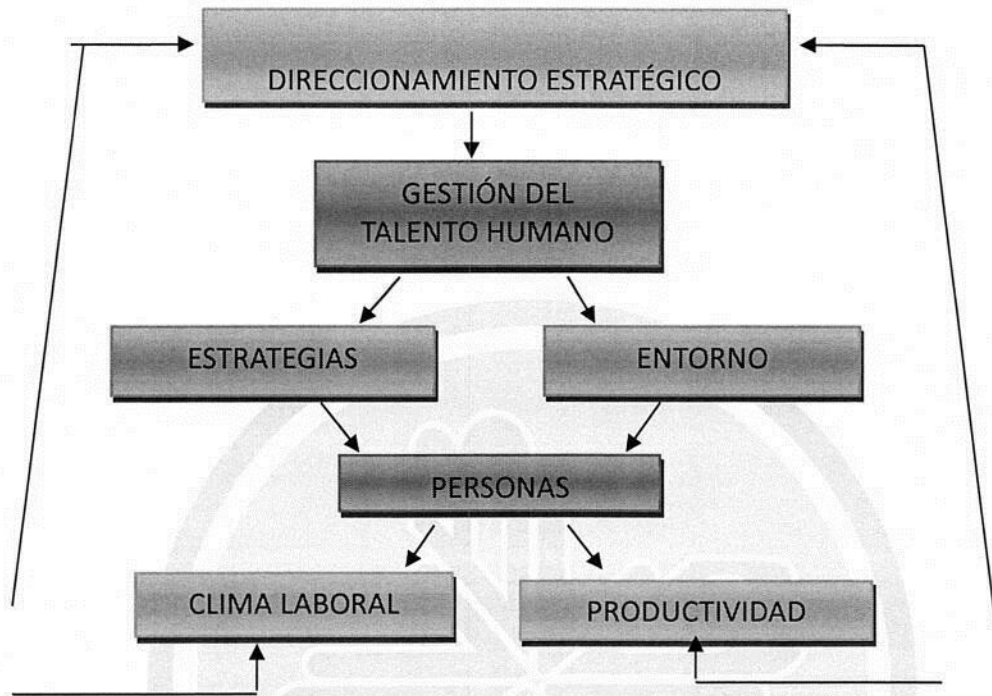 DIRECCIONAMIENTO ESTRATÉGICO
GESTIÓN DEL
TALENTO HUMANO
ESTRATEGIAS
ENTORNO
PERSONAS
CLIMA LABORAL
PRODUCTIVIDAD